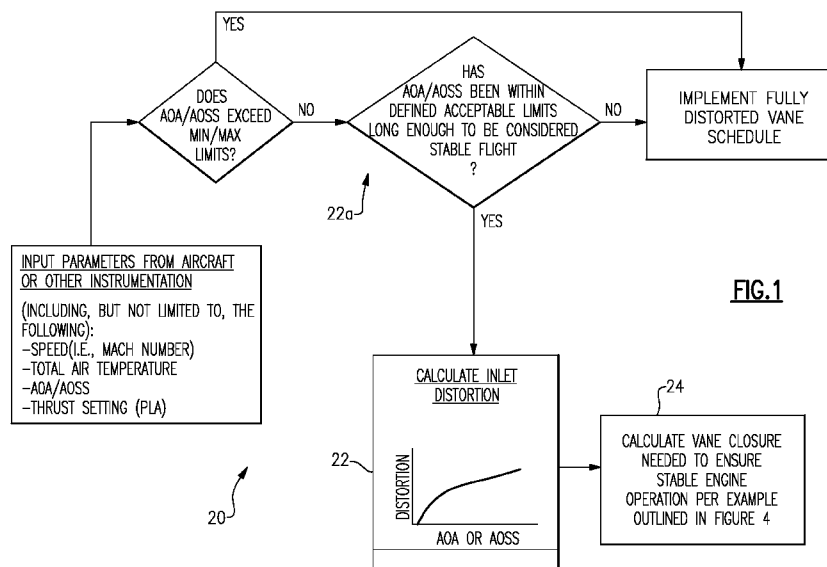 YES
DOES
AOA/AOSS EXCEED
MIN/MAX
LIMITS?
NO
HAS
AOA/AOSS BEEN WITHIN
DEFINED ACCEPTABLE LIMITS
LONG ENOUGH TO BE CONSIDERED
STABLE FLIGHT
?
NO
IMPLEMENT FULLY
DISTORTED VANE
SCHEDULE
22a
YES
INPUT PARAMETERS FROM AIRCRAFT
OR OTHER INSTRUMENTATION
(INCLUDING, BUT NOT LIMITED TO, THE
FOLLOWING):
-SPEED(I.E., MACH NUMBER)
-TOTAL AIR TEMPERATURE
-AOA/AOSS
-THRUST SETTING (PLA)
FIG.1
20
CALCULATE INLET
DISTORTION
22
DISTORTION
AOA OR AOSS
24
CALCULATE VANE CLOSURE
NEEDED TO ENSURE
STABLE ENGINE
OPERATION PER EXAMPLE
OUTLINED IN FIGURE 4